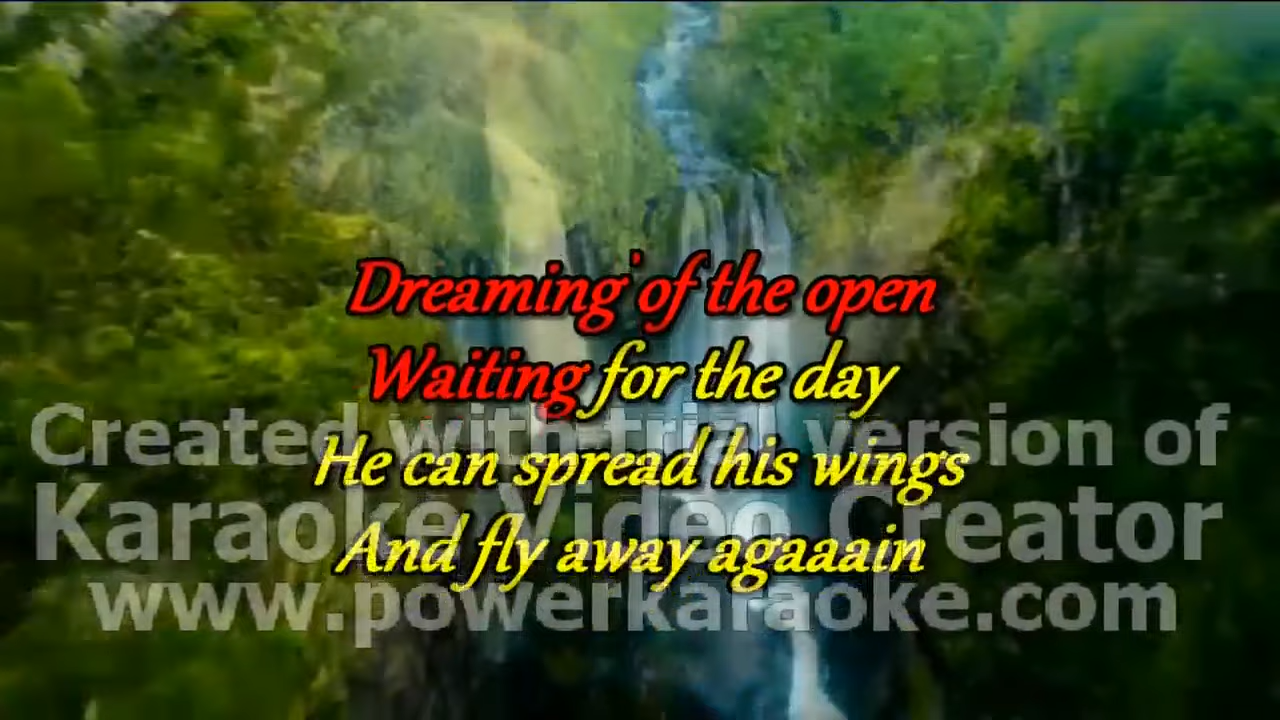 Dreaming of the open
Waiting for the day
He can spread his wings
And fly away agaaain
Created with trial version of
Karaoke Video Creator
www.powerkaraoke.com